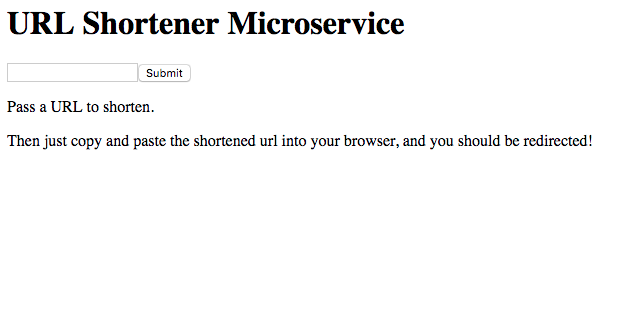 URL Shortener Microservice
Submit
Pass a URL to shorten.
Then just copy and paste the shortened url into your browser, and you should be redirected!